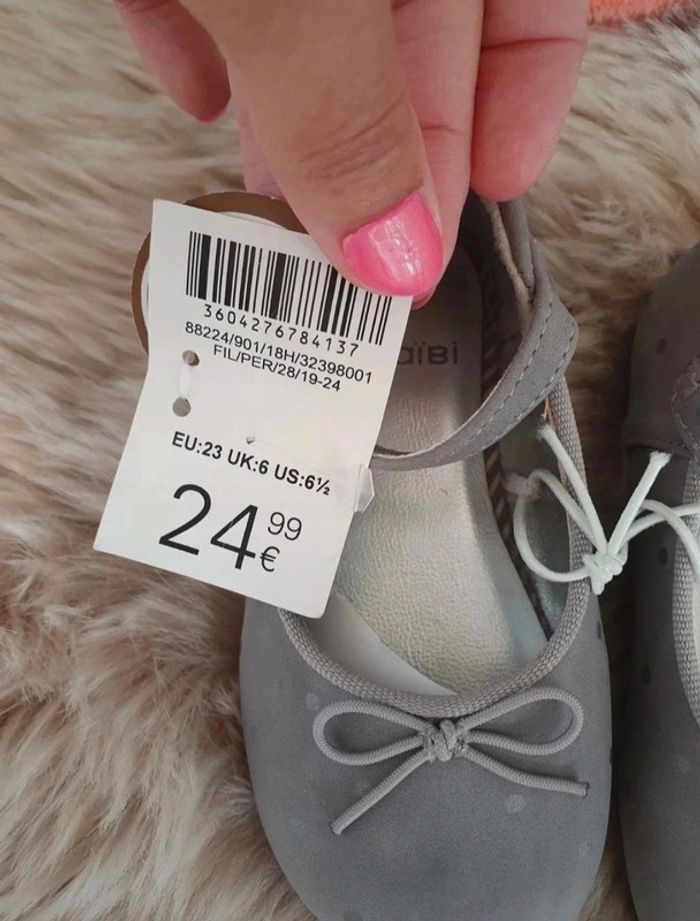 3604276784137
88224/901/18H/32398001
FIL/PER/28/19-24
EU:23 UK:6 US:6½
24 99 €
aïBi